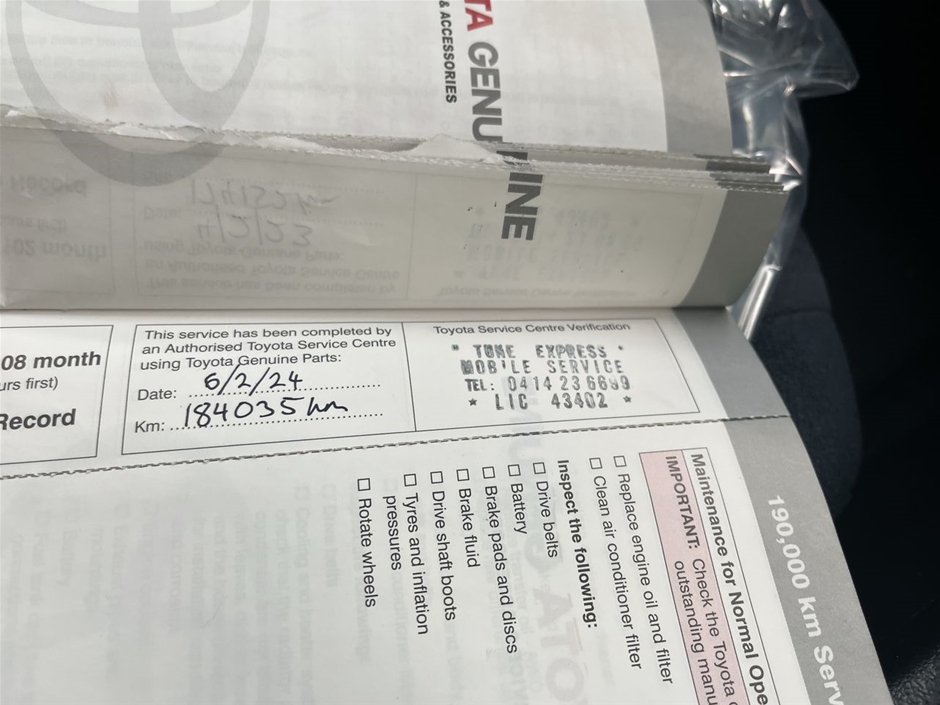 TA GENUINE
& ACCESSORIES
08 month
urs first)
Record
This service has been completed by
an Authorised Toyota Service Centre
using Toyota Genuine Parts:
Date: 6/2/24
Km: 184035km
Toyota Service Centre Verification
* TUNE EXPRESS *
MOBILE SERVICE
TEL: 0414 23 6699
* LIC 43402 *
190,000 km Serv
Maintenance for Normal Ope
IMPORTANT: Check the Toyota
outstanding manu
☐ Replace engine oil and filter
☐ Clean air conditioner filter
Inspect the following:
☐ Drive belts
☐ Battery
☐ Brake pads and discs
☐ Brake fluid
☐ Drive shaft boots
☐ Tyres and inflation
pressures
☐ Rotate wheels